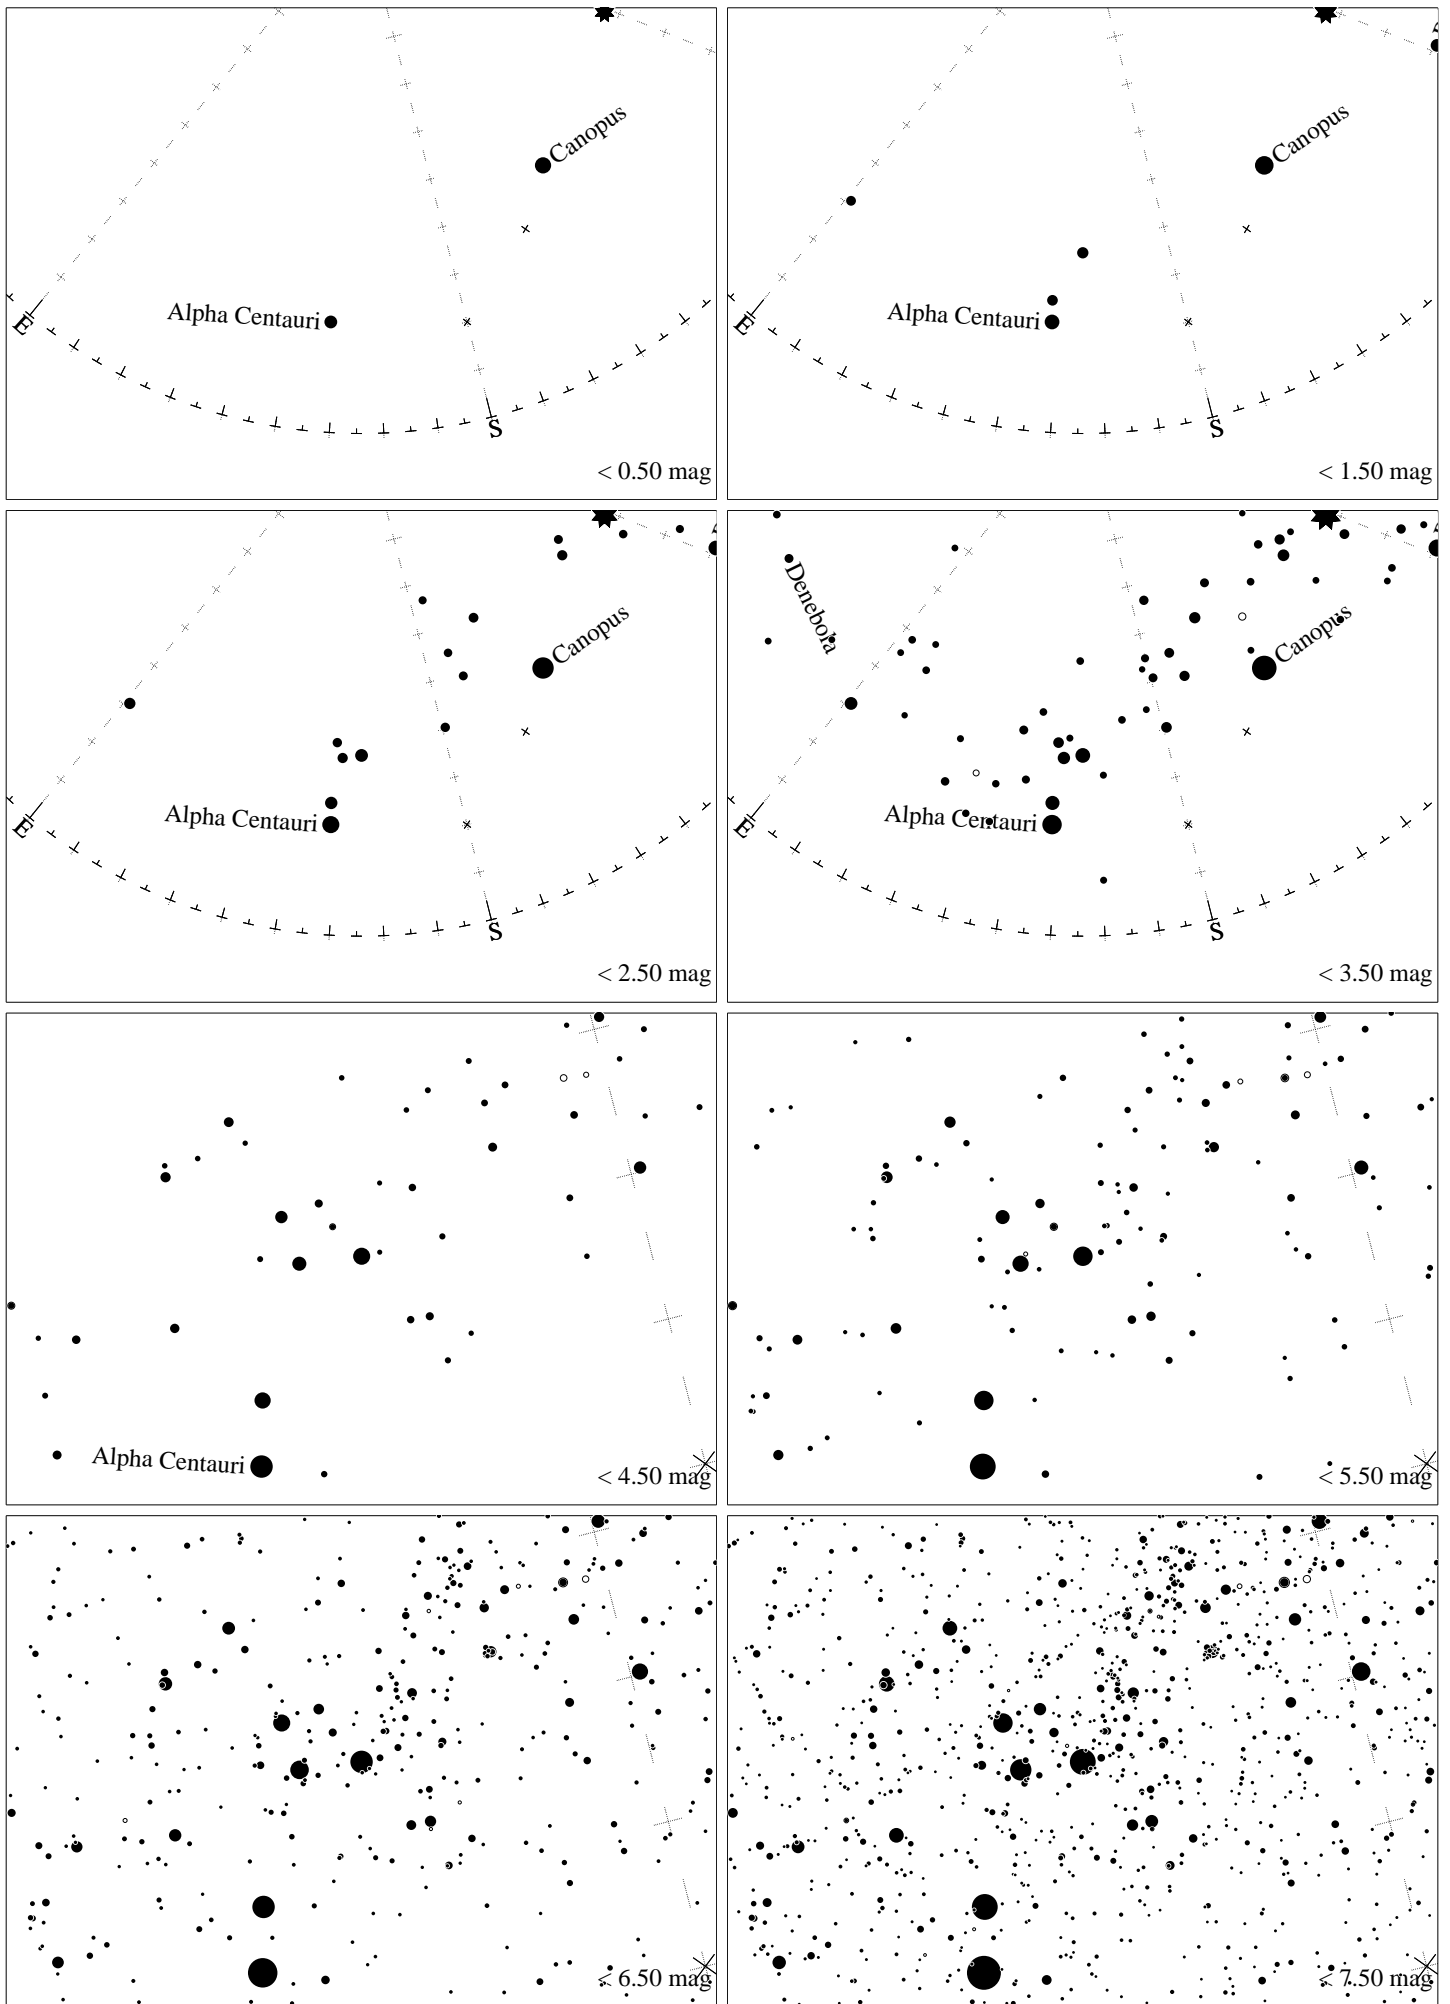 Canopus
Alpha Centauri
E
S
< 0.50 mag
Canopus
Alpha Centauri
E
S
< 1.50 mag
Canopus
Alpha Centauri
E
S
< 2.50 mag
Denebola
Canopus
Alpha Centauri
E
S
< 3.50 mag
Alpha Centauri
< 4.50 mag
< 5.50 mag
< 6.50 mag
< 7.50 mag